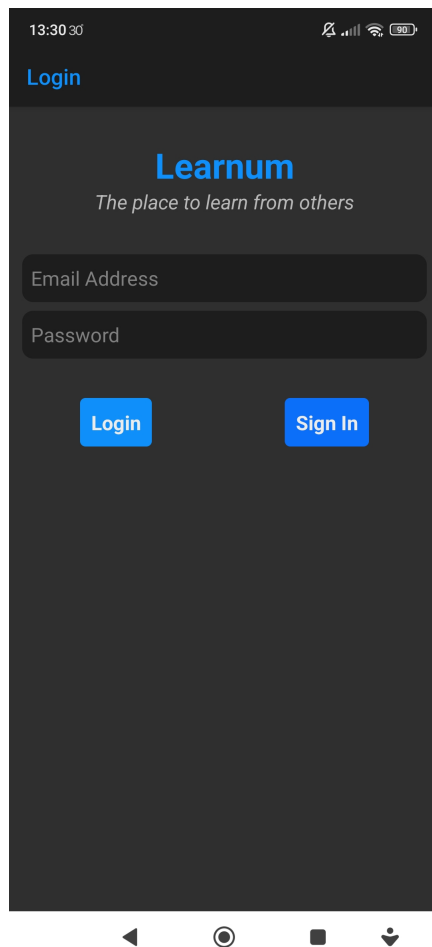 13:30 30°
90
Login
Learnum
The place to learn from others
Email Address
Password
Login
Sign In